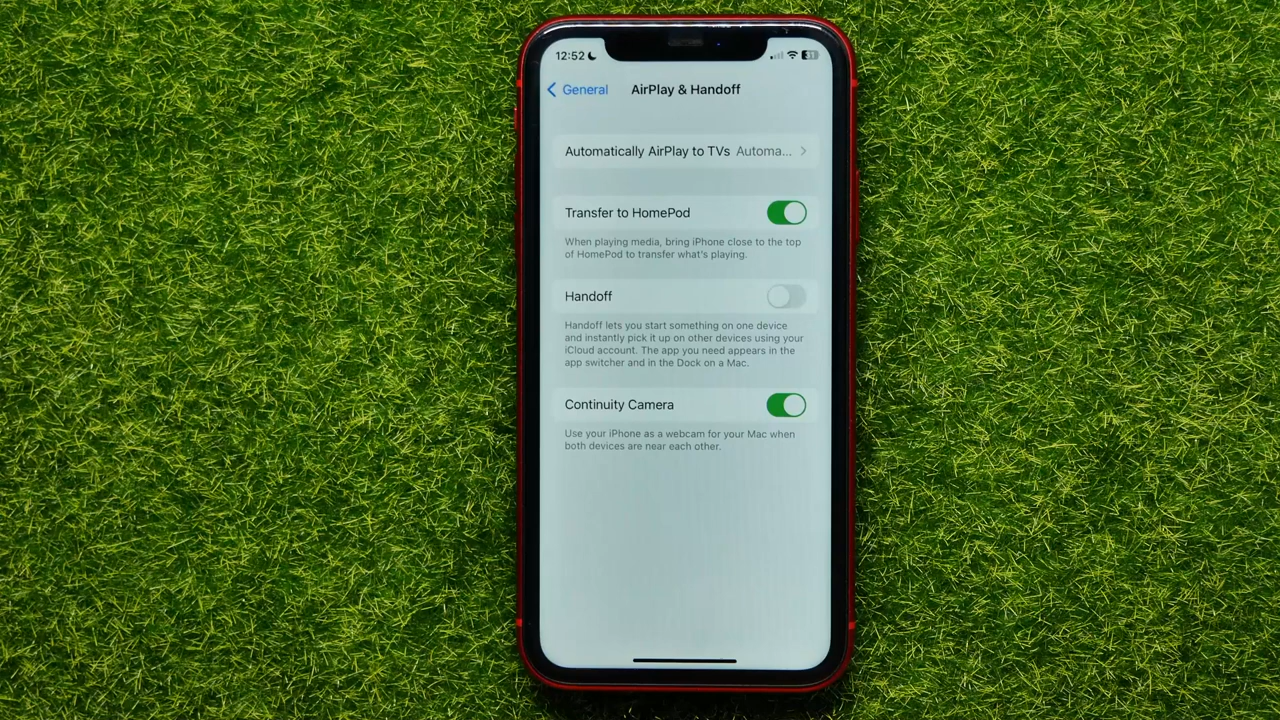 12:52
31
General
AirPlay & Handoff
Automatically AirPlay to TVs Automa...
Transfer to HomePod
When playing media, bring iPhone close to the top
of HomePod to transfer what's playing.
Handoff
Handoff lets you start something on one device
and instantly pick it up on other devices using your
iCloud account. The app you need appears in the
app switcher and in the Dock on a Mac.
Continuity Camera
Use your iPhone as a webcam for your Mac when
both devices are near each other.